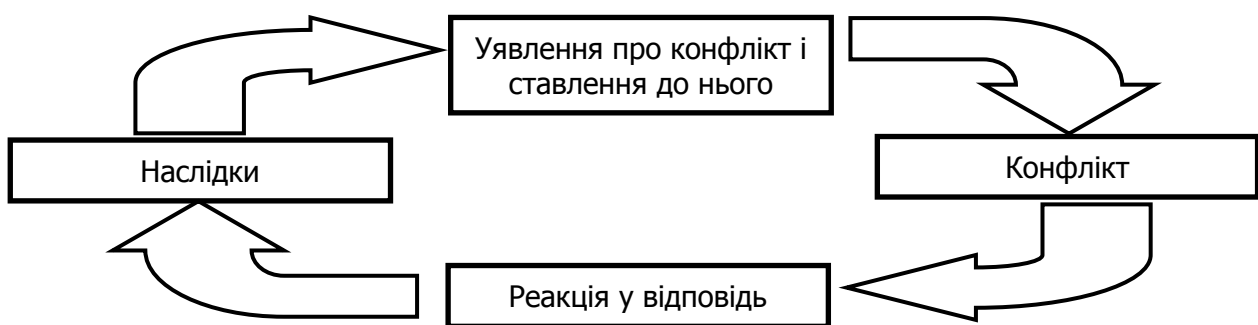 Уявлення про конфлікт і
ставлення до нього
Наслідки
Конфлікт
Реакція у відповідь